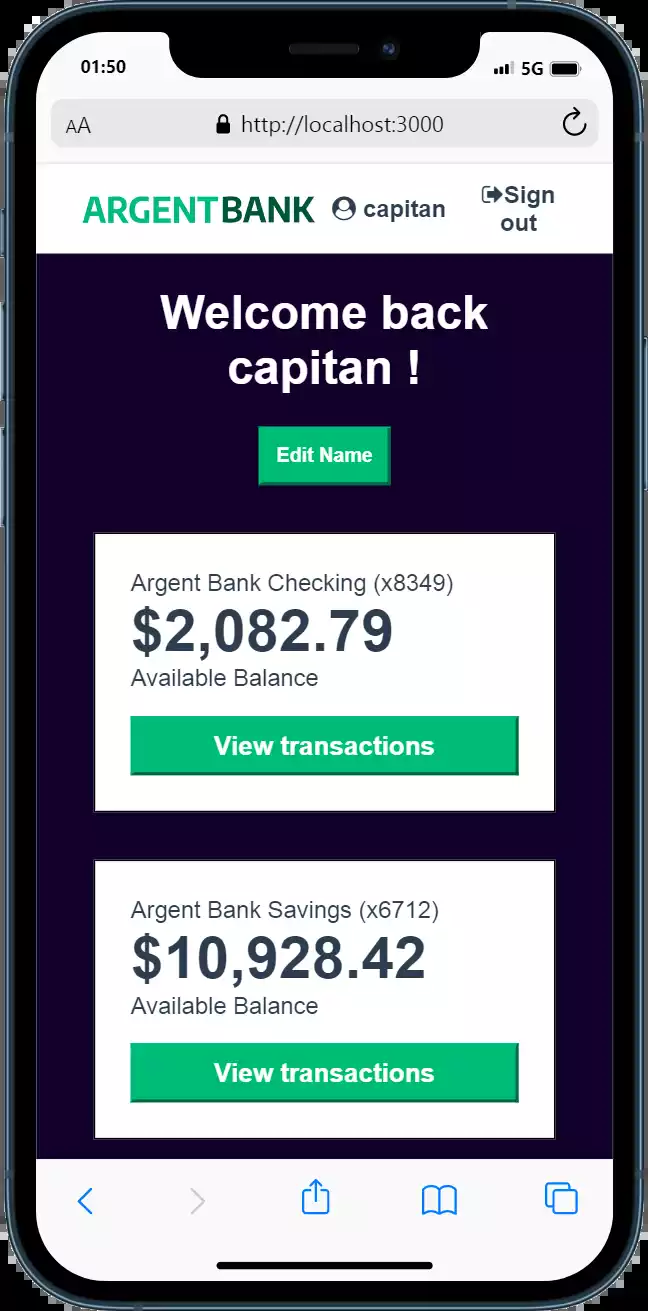 01:50
5G
AA
http://localhost:3000
ARGENTBANK
capitan
Sign
out
Welcome back
capitan !
Edit Name
Argent Bank Checking (x8349)
$2,082.79
Available Balance
View transactions
Argent Bank Savings (x6712)
$10,928.42
Available Balance
View transactions